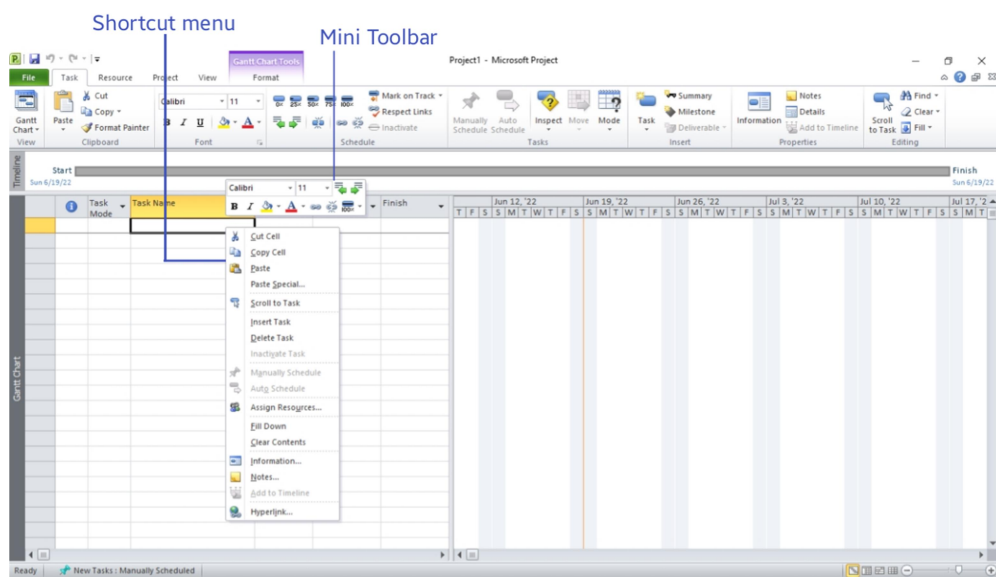 Shortcut menu
Mini Toolbar
Gantt Chart Tools
Project1 - Microsoft Project
File Task Resource Project View Format
Cut
Copy
Format Painter
Paste
Gantt Chart
Calibri 11
B I U
Mark on Track
Respect Links
Inactivate
Manually Schedule
Auto Schedule
Inspect Move Mode
Task
Summary
Milestone
Deliverable
Information
Notes
Details
Add to Timeline
Scroll to Task
Find
Clear
Fill
View Clipboard Font Schedule Tasks Insert Properties Editing
Timeline
Start
Sun 6/19/22
Finish
Sun 6/19/22
Calibri 11
B I
Task Mode
Task Name
Finish
Jun 12, '22 Jun 19, '22 Jun 26, '22 Jul 3, '22 Jul 10, '22 Jul 17, '2
T F S S M T W T F S S M T W T F S S M T W T F S S M T W T F S S M T W T F S S M T
Cut Cell
Copy Cell
Paste
Paste Special...
Scroll to Task
Insert Task
Delete Task
Inactivate Task
Manually Schedule
Auto Schedule
Assign Resources...
Fill Down
Clear Contents
Information...
Notes...
Add to Timeline
Hyperlink...
Gantt Chart
Ready New Tasks : Manually Scheduled